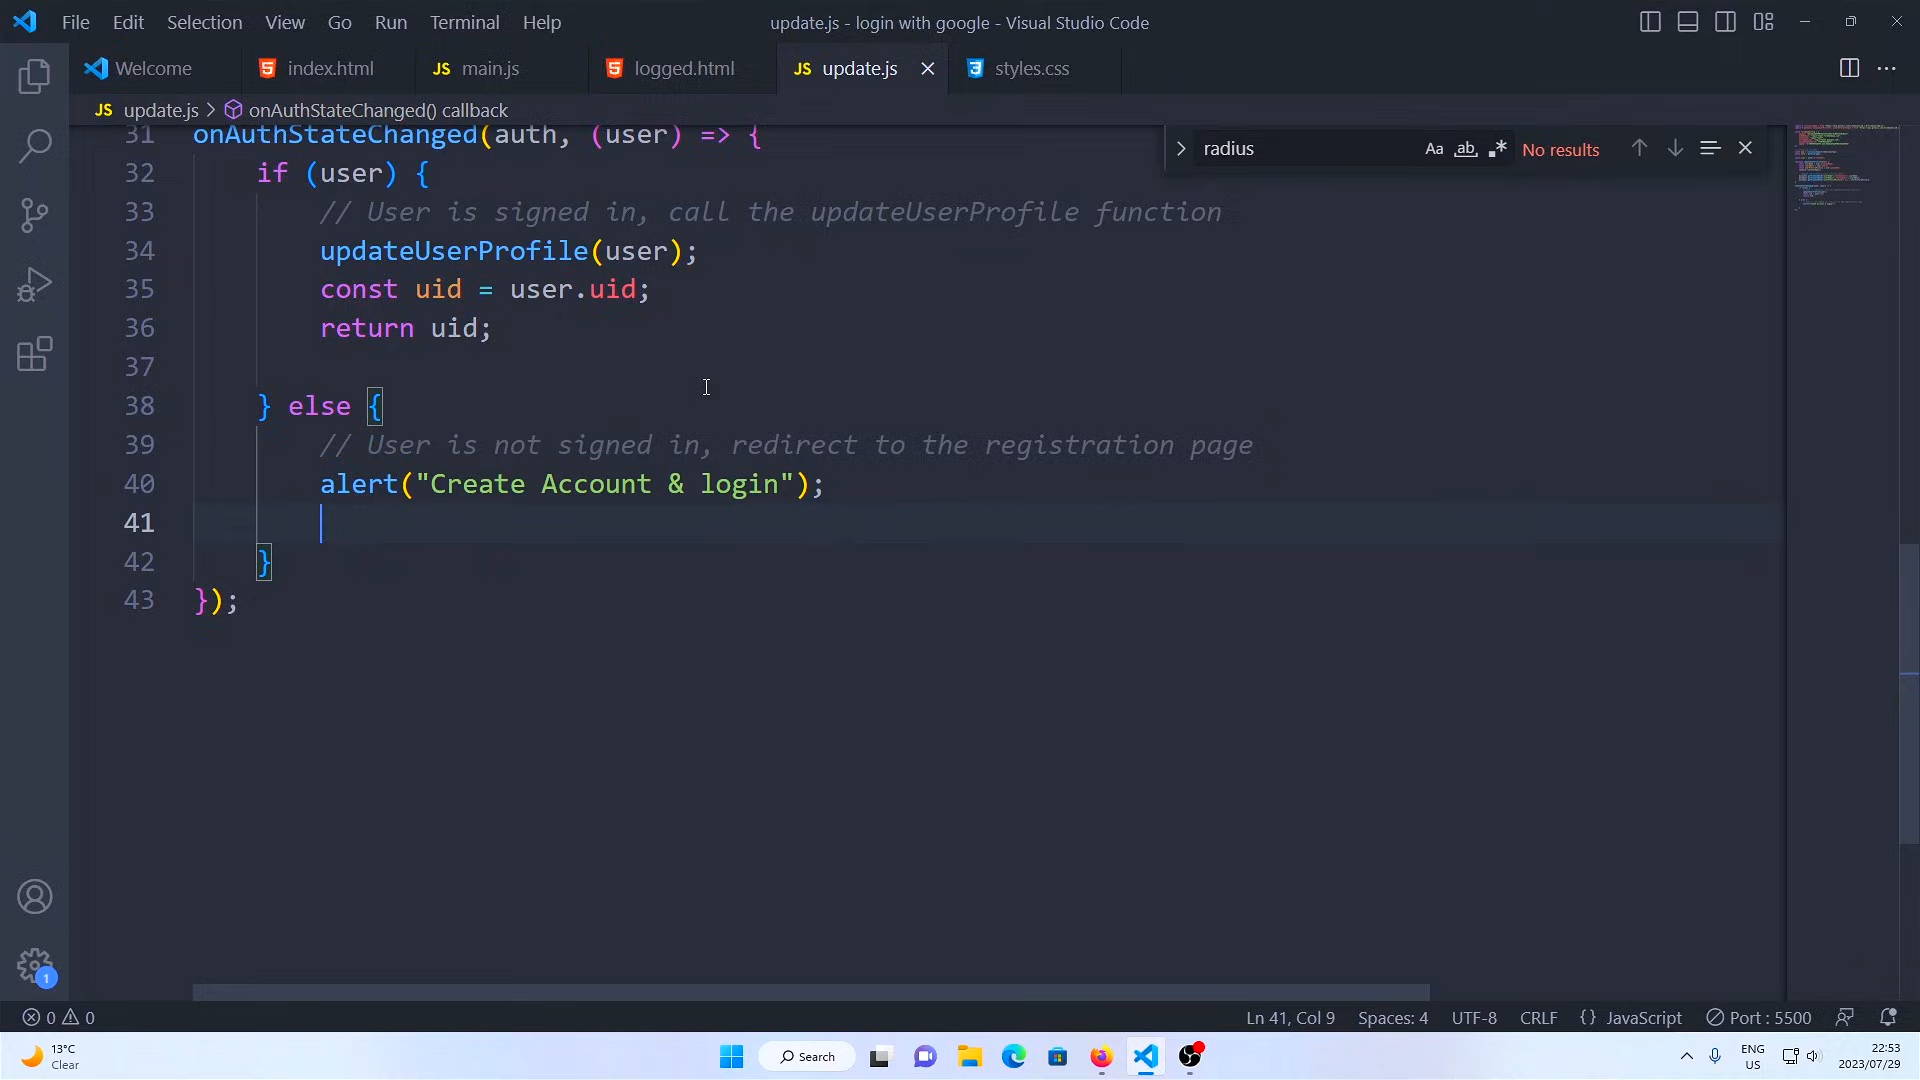 File Edit Selection View Go Run Terminal Help
update.js - login with google - Visual Studio Code
Welcome
index.html
JS main.js
logged.html
JS update.js
styles.css
JS update.js > onAuthStateChanged() callback
radius
Aa ab .* No results
31 onAuthStateChanged(auth, (user) => {
32 if (user) {
33 // User is signed in, call the updateUserProfile function
34 updateUserProfile(user);
35 const uid = user.uid;
36 return uid;
37
38 } else {
39 // User is not signed in, redirect to the registration page
40 alert("Create Account & login");
41
42 }
43 });
1
0 0
Ln 41, Col 9 Spaces: 4 UTF-8 CRLF {} JavaScript Port : 5500
13°C
Clear
Search
ENG
US
22:53
2023/07/29